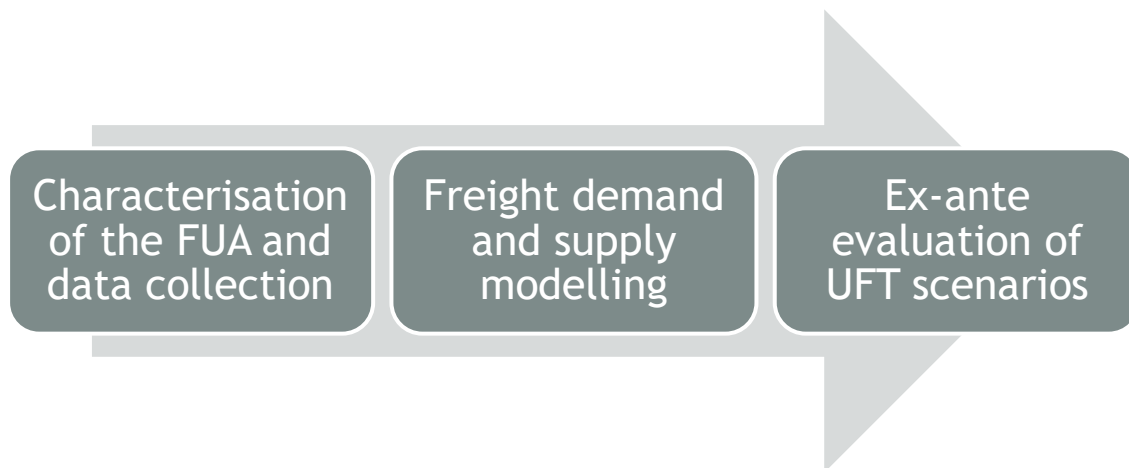 Characterisation
of the FUA and
data collection
Freight demand
and supply
modelling
Ex-ante
evaluation of
UFT scenarios